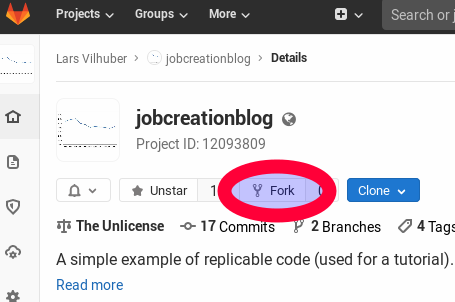 Projects Groups More Search or j
Lars Vilhuber jobcreationblog Details
jobcreationblog
Project ID: 12093809
Unstar 1 Fork Clone
The Unlicense 17 Commits 2 Branches 4 Tags
A simple example of replicable code (used for a tutorial).
Read more